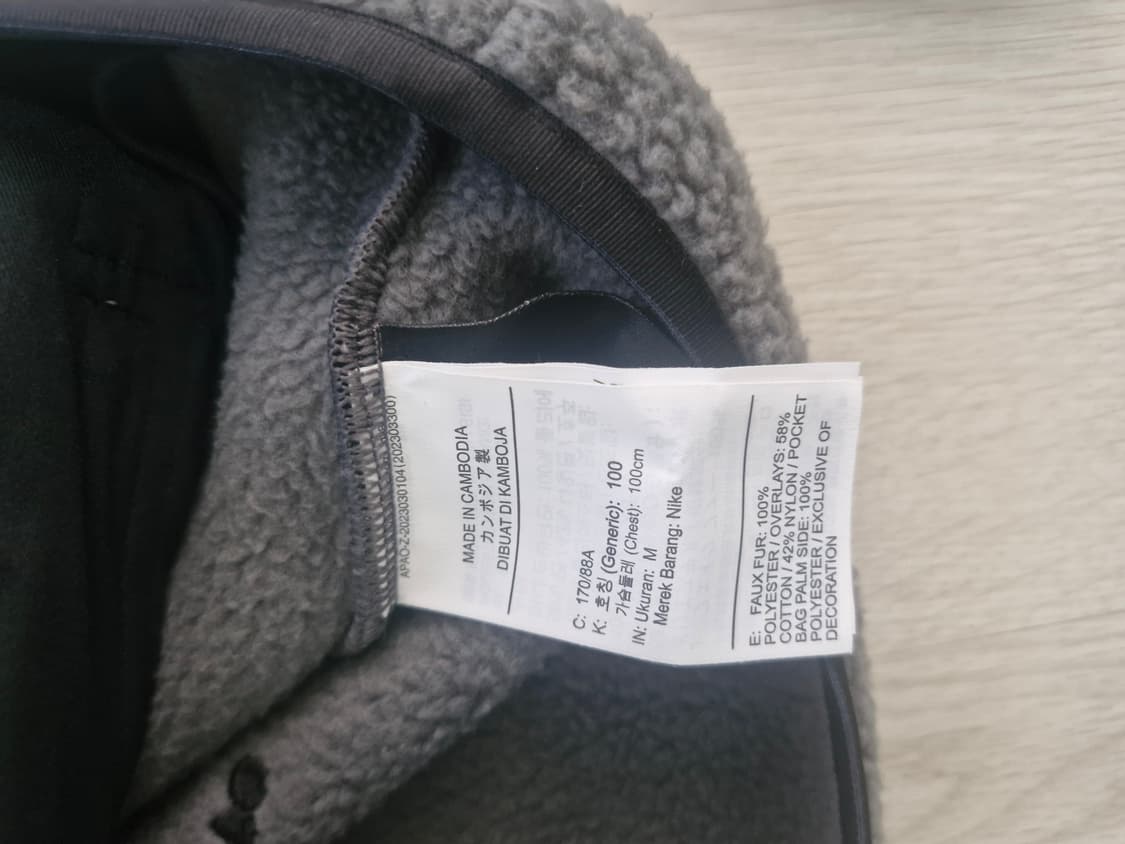 APAO-Z-2023030104(202303300)
MADE IN CAMBODIA
カンボジア製
DIBUAT DI KAMBOJA
C: 170/88A
K: 호칭 (Generic): 100
가슴둘레 (Chest): 100cm
IN: Ukuran: M
Merek Barang: Nike
E: FAUX FUR: 100%
POLYESTER / OVERLAYS: 58%
COTTON / 42% NYLON / POCKET
BAG PALM SIDE: 100%
POLYESTER / EXCLUSIVE OF
DECORATION